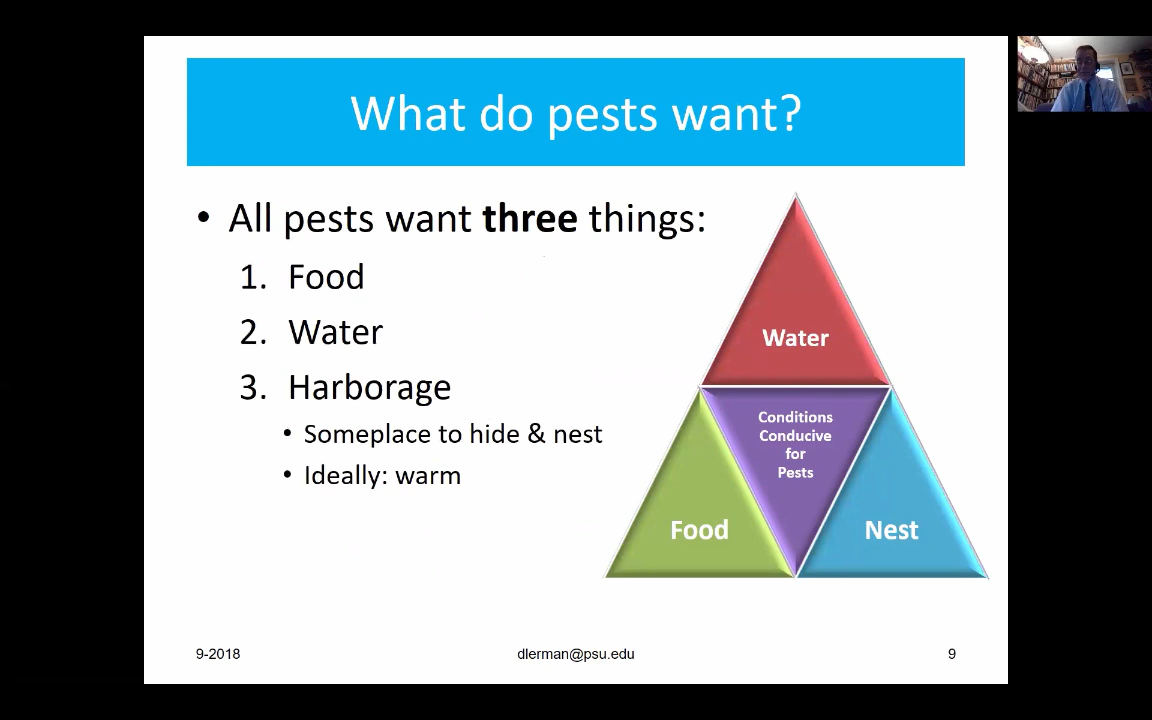 What do pests want?
• All pests want three things:
1. Food
2. Water
3. Harborage
• Someplace to hide & nest
• Ideally: warm
Water
Conditions
Conducive
for
Pests
Food
Nest
9-2018
dlerman@psu.edu
9